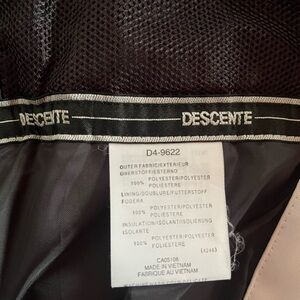 DESCENTE DESCENTE
D4-9622
OUTER FABRIC/EXTERIEUR
OBERSTOFF/ESTERNO
100% POLYESTER/POLYESTER
POLIESTERE
LINING/DOUBLURE/FUTTERSTOFF
FODERA
100% POLYESTER/POLYESTER
POLIESTERE
INSULATION/ISOLANT/ISOLIERUNG
ISOLANTE
100% POLYESTER/POLYESTER
POLIESTERE
CA05108
MADE IN VIETNAM
FABRIQUE AU VIETNAM